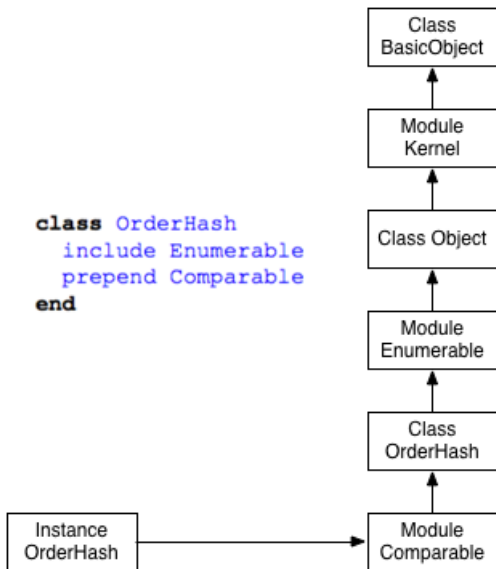 Class
BasicObject
Module
Kernel
class OrderHash
  include Enumerable
  prepend Comparable
end
Class Object
Module
Enumerable
Class
OrderHash
Instance
OrderHash
Module
Comparable